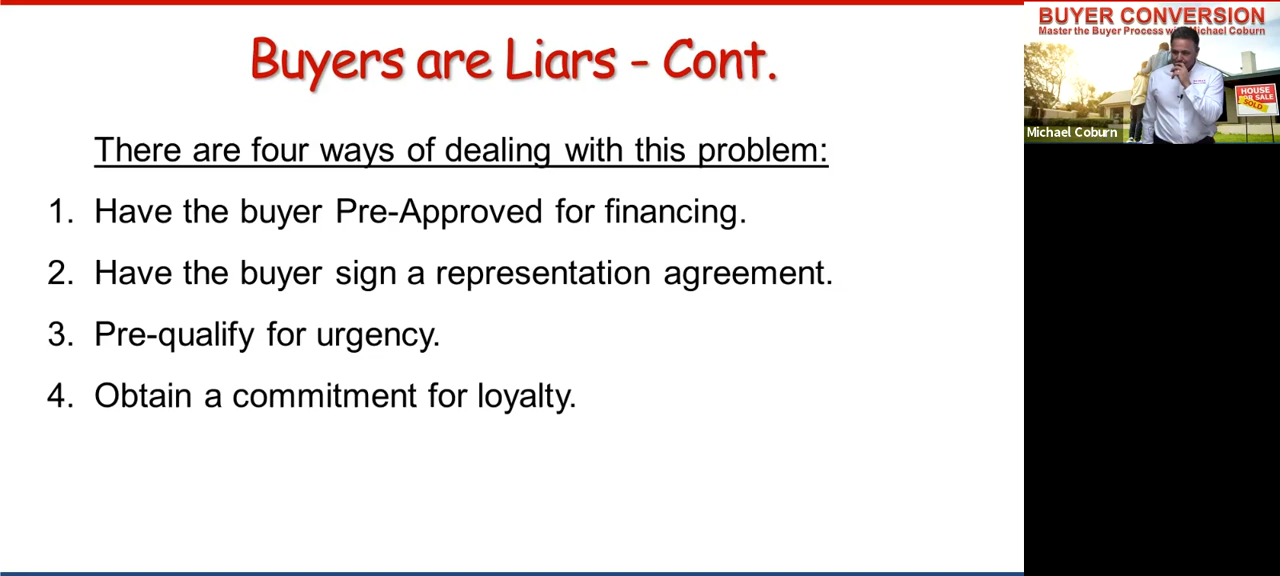 Buyers are Liars - Cont.
There are four ways of dealing with this problem:
1. Have the buyer Pre-Approved for financing.
2. Have the buyer sign a representation agreement.
3. Pre-qualify for urgency.
4. Obtain a commitment for loyalty.
BUYER CONVERSION
Master the Buyer Process with Michael Coburn
HOUSE
FOR SALE
SOLD
Michael Coburn